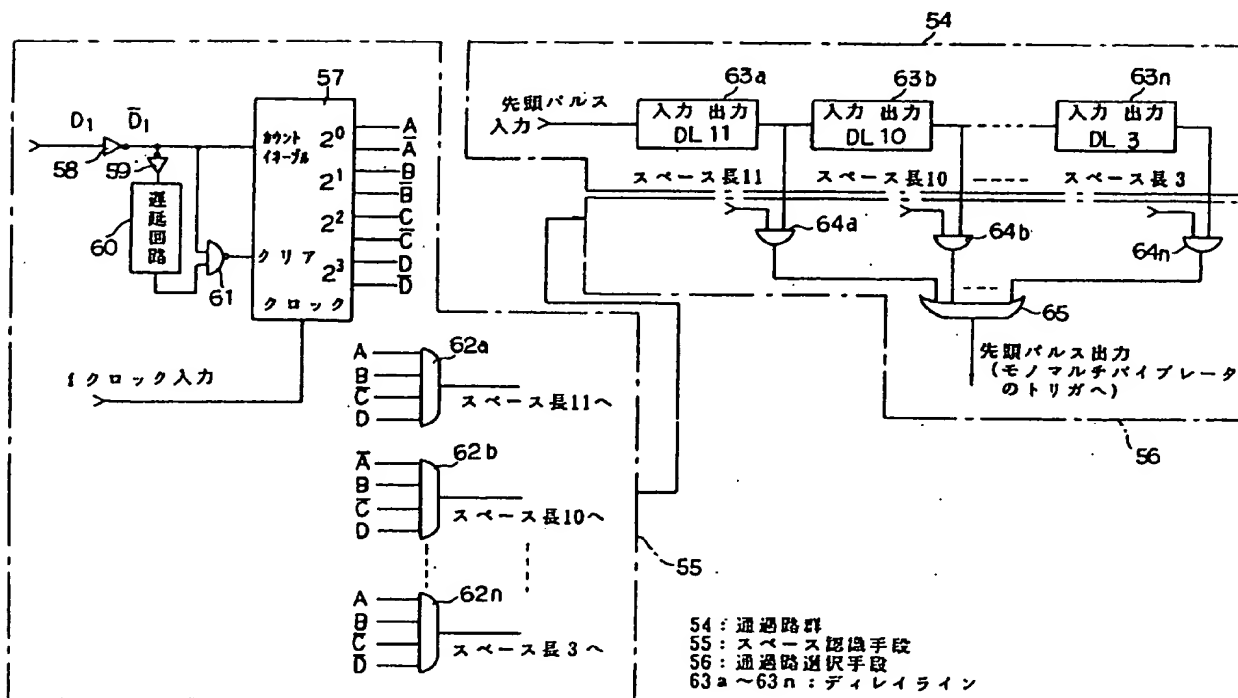 54
57
63a
63b
63n
D1
D̅1
先頭パルス
入力
入力 出力
DL 11
入力 出力
DL 10
入力 出力
DL 3
58
59
60
遅延回路
61
カウント
イネーブル
クリア
クロック
2⁰
2¹
2²
2³
A
A̅
B
B̅
C
C̅
D
D̅
スペース長11
スペース長10
スペース長 3
64a
64b
64n
65
先頭パルス出力
(モノマルチバイブレータ
のトリガへ)
56
fクロック入力
A
B
C̅
D
62a
スペース長11へ
A̅
B
C̅
D
62b
スペース長10へ
A
B
C̅
D̅
62n
スペース長 3 へ
55
54:通過路群
55:スペース認識手段
56:通過路選択手段
63a~63n:ディレイライン